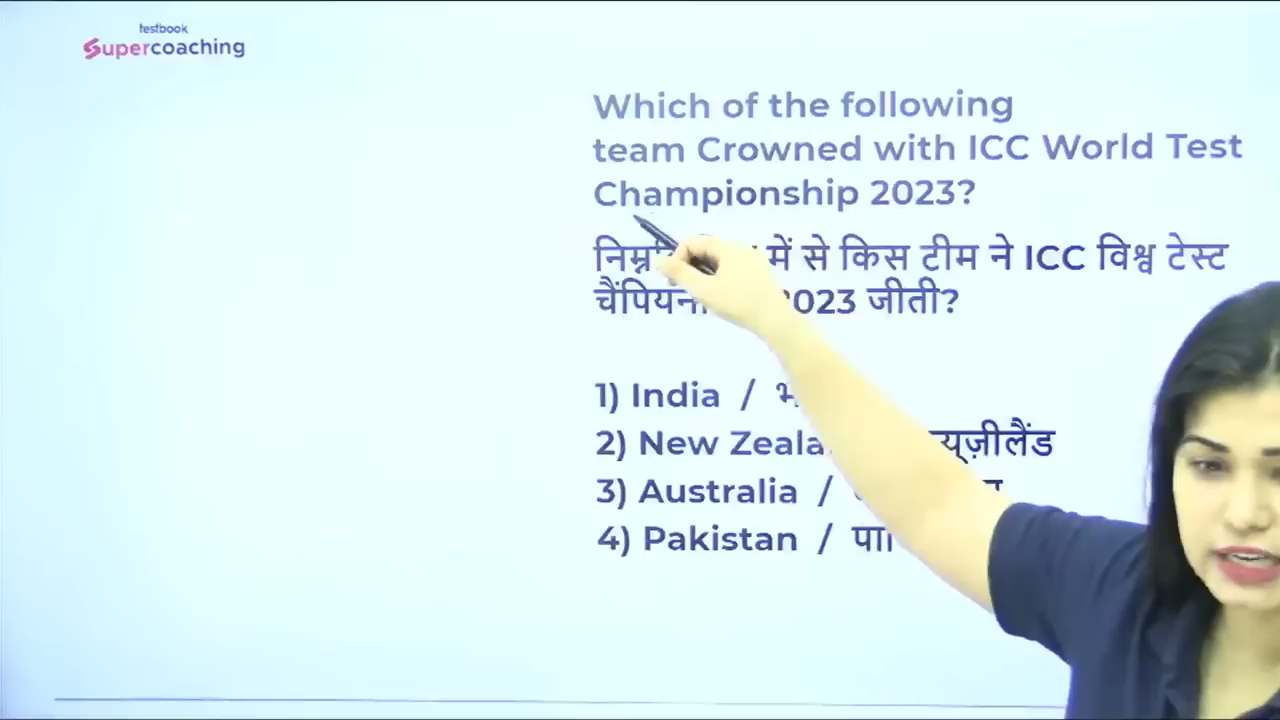 testbook
Supercoaching
Which of the following
team Crowned with ICC World Test
Championship 2023?
में से किस टीम ने ICC विश्व टेस्ट
2023 जीती?
1) India /
2) New
3) Australia /
4) Pakistan /